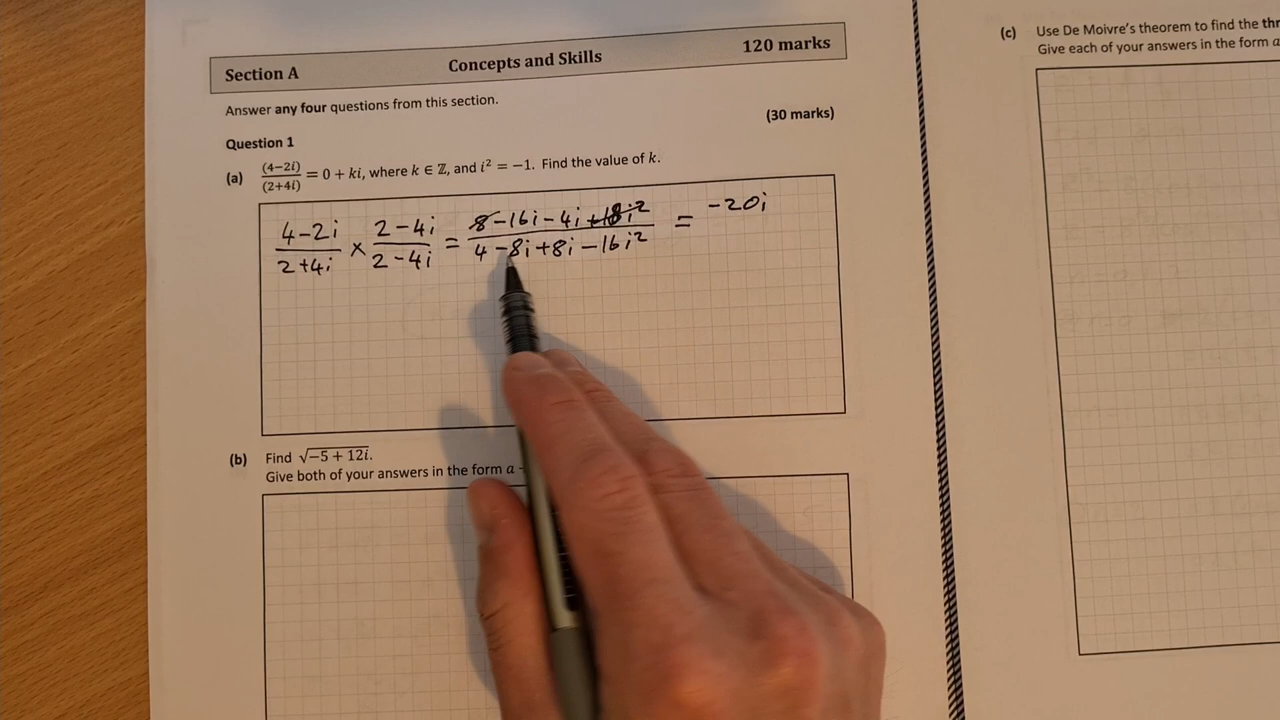 Section A Concepts and Skills 120 marks
Answer any four questions from this section.
Question 1 (30 marks)
(a) (4−2i)/(2+4i) = 0 + ki, where k ∈ ℤ, and i² = −1. Find the value of k.
4-2i/2+4i × 2-4i/2-4i = 8-16i-4i+8i²/4-8i+8i-16i² = -20i
(b) Find √−5 + 12i.
Give both of your answers in the form a
(c) Use De Moivre's theorem to find the
Give each of your answers in the form a